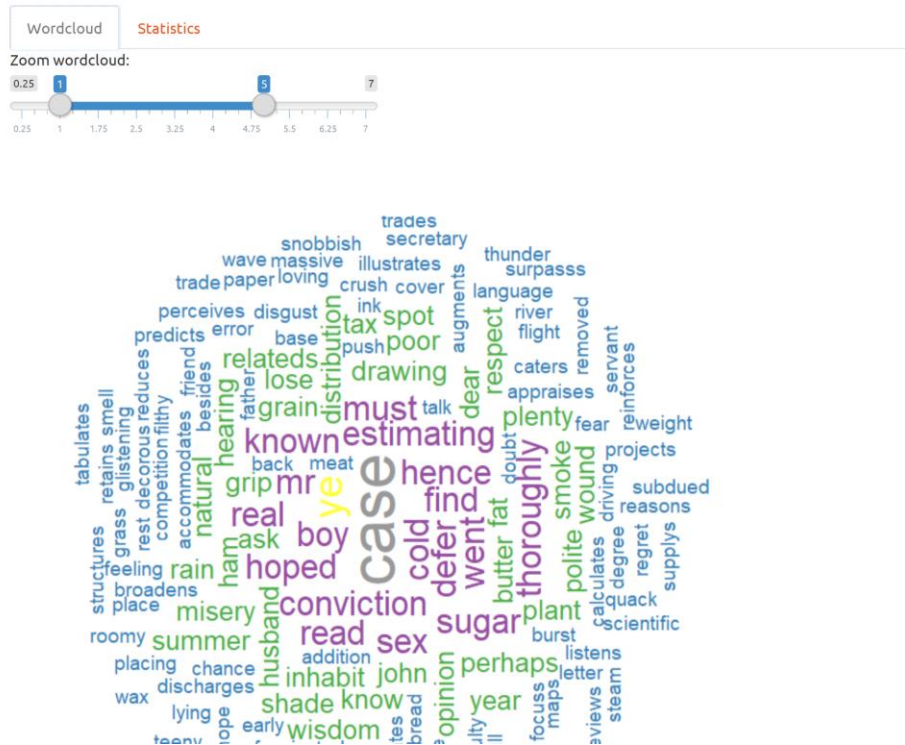 Wordcloud Statistics
Zoom wordcloud:
0.25 1 5 7
0.25 1 1.75 2.5 3.25 4 4.75 5.5 6.25 7
trades
snobbish secretary
wave massive illustrates thunder
surpasss
trade paper loving crush cover augments language
perceives disgust ink tax spot river
predicts error base distribution push poor respect flight removed
relateds drawing caters servant
reduces friend besides father lose dear appraises reinforces
smell filthy hearing grain must talk plenty fear reweight
tabulates retains glistening decorous competition accommodates known estimating doubt projects
natural back meat case hence thoroughly smoke wound driving subdued
grip mr ye find reasons
real cold defer went butter fat
structures grass rest ham ask boy polite calculates degree regret supplys
feeling rain hoped
broadens quack
place misery husband conviction sugar plant scientific
roomy summer read sex burst
placing chance addition opinion perhaps listens
discharges inhabit john letter
wax shade know year focuss maps steam
lying early wisdom bread